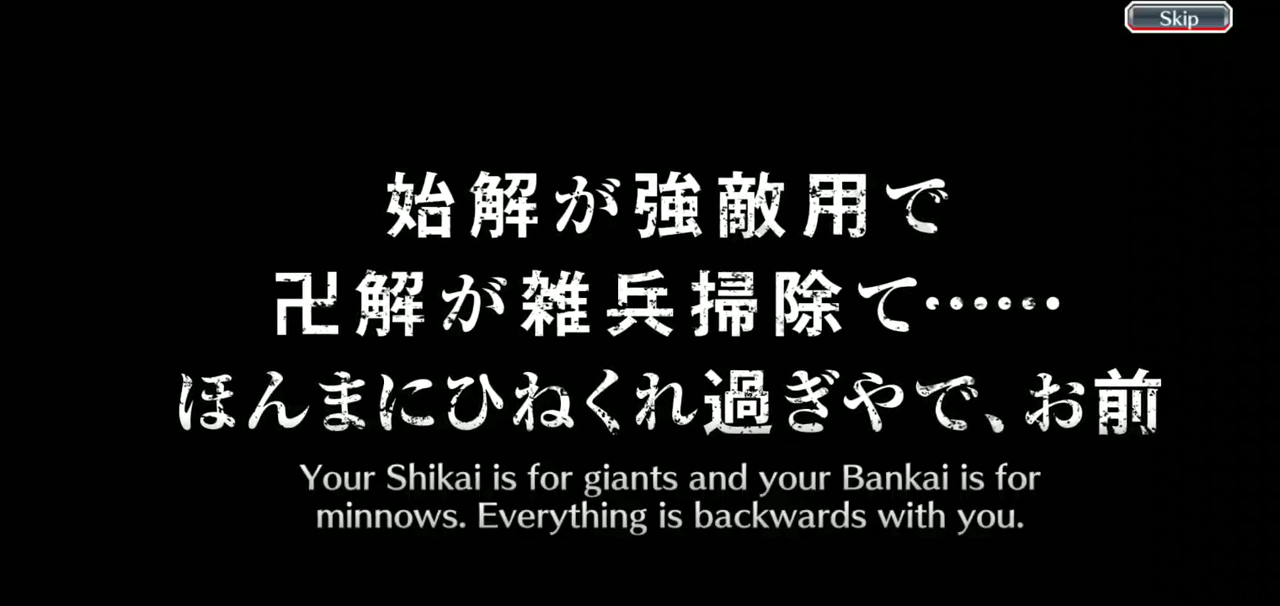 Skip
始解が強敵用で
卍解が雑兵掃除て……
ほんまにひねくれ過ぎやで、お前
Your Shikai is for giants and your Bankai is for
minnows. Everything is backwards with you.